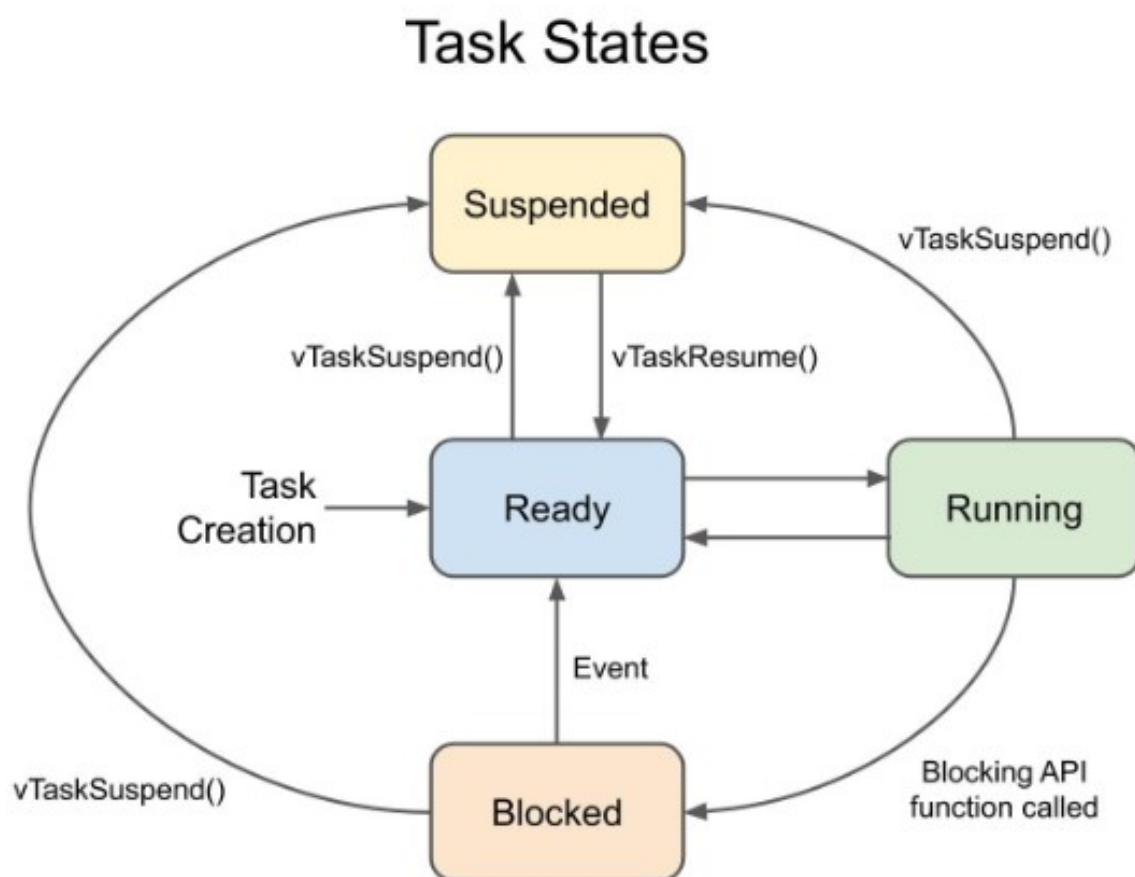 Task States
Suspended
vTaskSuspend()
vTaskSuspend()
vTaskResume()
Task
Creation
Ready
Running
Event
vTaskSuspend()
Blocked
Blocking API
function called